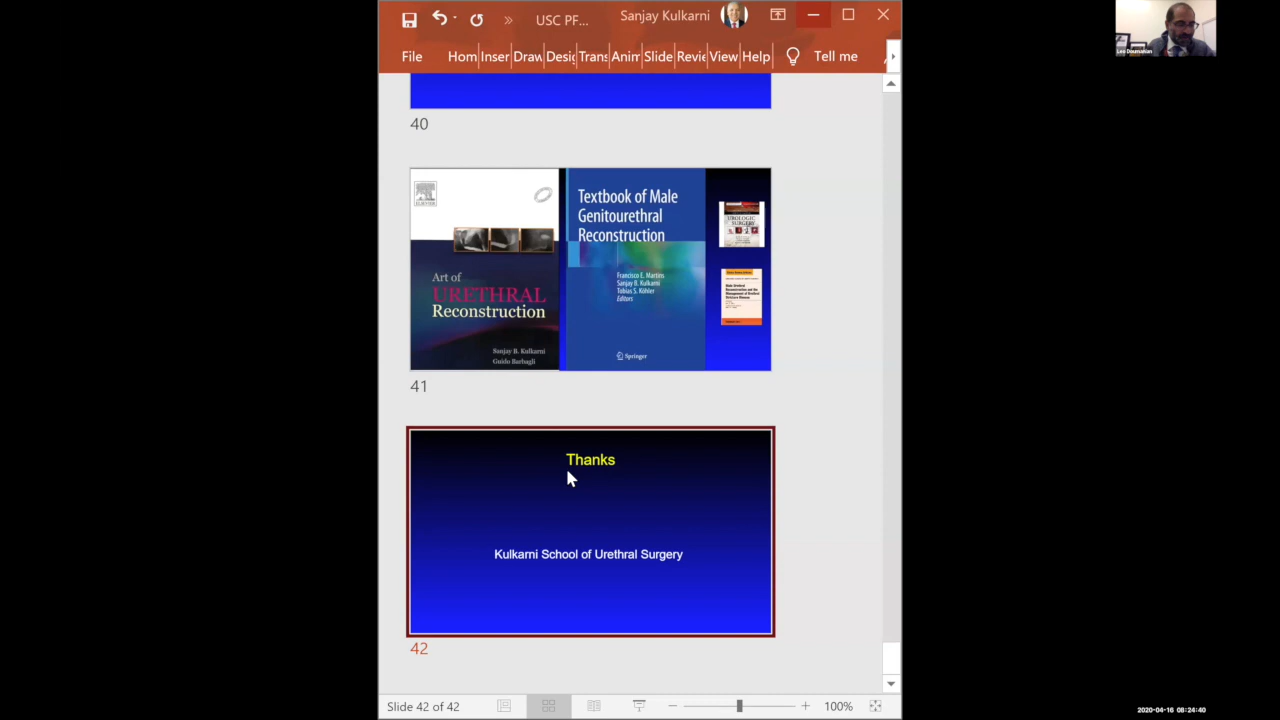 USC PF...
Sanjay Kulkarni
File
Hom
Inser
Draw
Desig
Trans
Anim
Slide
Revie
View
Help
Tell me
40
ELSEVIER
Art of
URETHRAL
Reconstruction
Sanjay B. Kulkarni
Guido Barbagli
Textbook of Male
Genitourethral
Reconstruction
Francisco E. Martins
Sanjay B. Kulkarni
Tobias S. Köhler
Editors
Springer
UROLOGIC
SURGERY
41
Thanks
Kulkarni School of Urethral Surgery
42
Slide 42 of 42
100%
2020-04-16 08:24:40